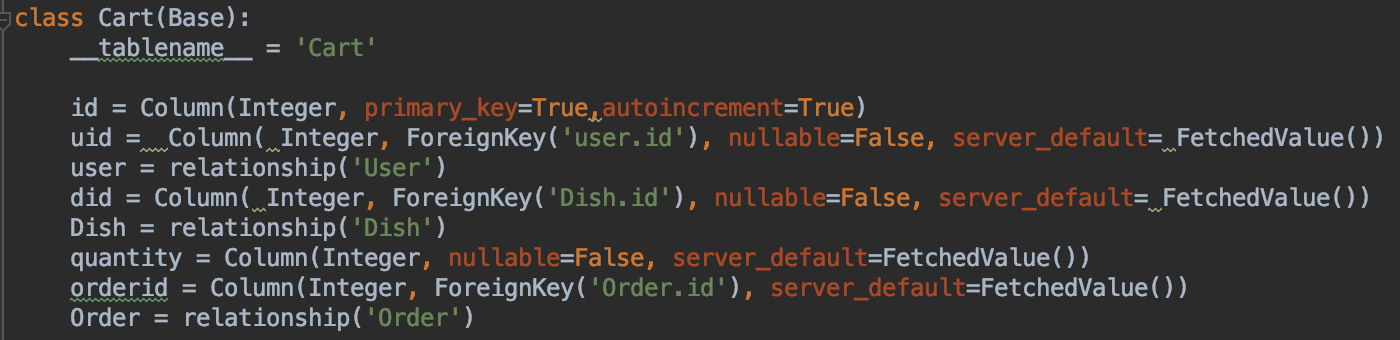 class Cart(Base):
    __tablename__ = 'Cart'

    id = Column(Integer, primary_key=True,autoincrement=True)
    uid =  Column( Integer, ForeignKey('user.id'), nullable=False, server_default= FetchedValue())
    user = relationship('User')
    did = Column( Integer, ForeignKey('Dish.id'), nullable=False, server_default= FetchedValue())
    Dish = relationship('Dish')
    quantity = Column(Integer, nullable=False, server_default=FetchedValue())
    orderid = Column(Integer, ForeignKey('Order.id'), server_default=FetchedValue())
    Order = relationship('Order')